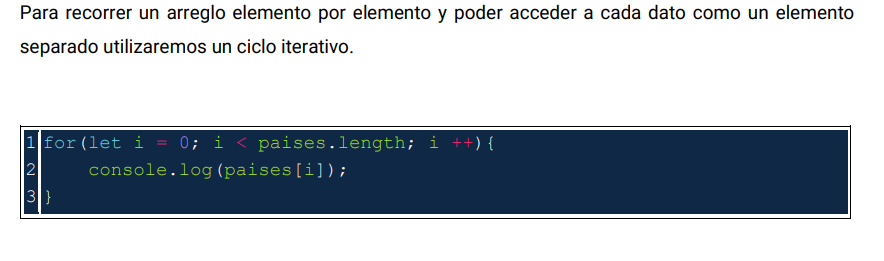 Para recorrer un arreglo elemento por elemento y poder acceder a cada dato como un elemento
separado utilizaremos un ciclo iterativo.
1 for(let i = 0; i < paises.length; i ++){
2     console.log(paises[i]);
3 }